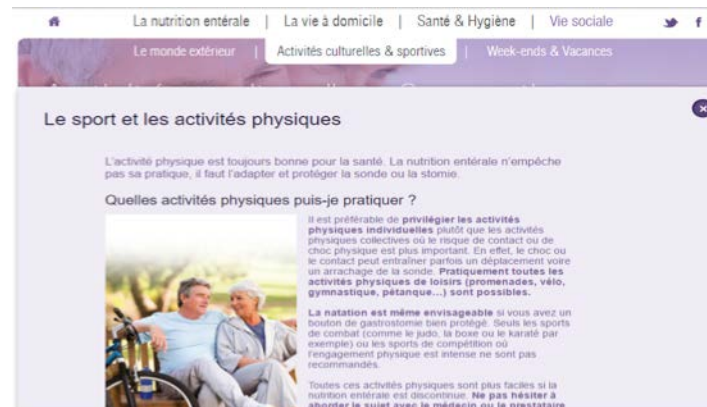 La nutrition entérale | La vie à domicile | Santé & Hygiène | Vie sociale
Le monde extérieur | Activités culturelles & sportives | Week-ends & Vacances
Le sport et les activités physiques
L'activité physique est toujours bonne pour la santé. La nutrition entérale n'empêche
pas sa pratique, il faut l'adapter et protéger la sonde ou la stomie.
Quelles activités physiques puis-je pratiquer ?
Il est préférable de privilégier les activités
physiques individuelles plutôt que les activités
physiques collectives où le risque de contact ou de
choc physique est plus important. En effet, le choc ou
le contact peut entraîner parfois un déplacement voire
un arrachage de la sonde. Pratiquement toutes les
activités physiques de loisirs (promenades, vélo,
gymnastique, pétanque...) sont possibles.
La natation est même envisageable si vous avez un
bouton de gastrostomie bien protégé. Seuls les sports
de combat (comme le judo, la boxe ou le karaté par
exemple) ou les sports de compétition où
l'engagement physique est intense ne sont pas
recommandés.
Toutes ces activités physiques sont plus faciles si la
nutrition entérale est discontinue. Ne pas hésiter à
aborder le sujet avec le médecin ou le prestataire